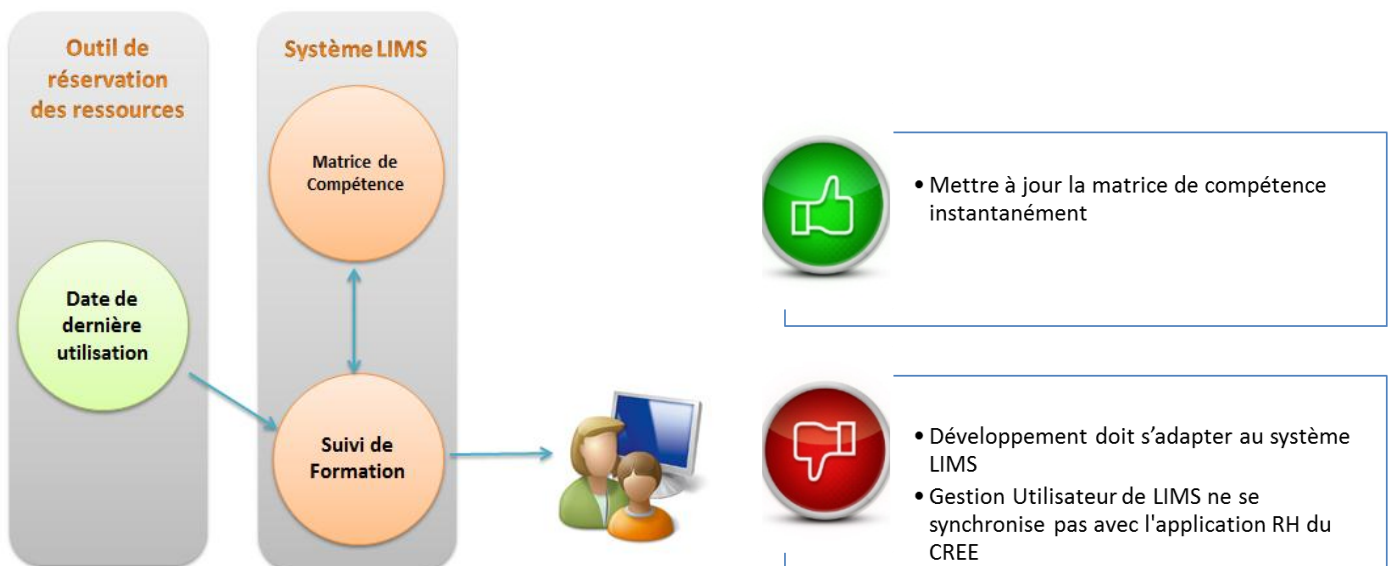 Outil de
réservation
des ressources
Système LIMS
Matrice de
Compétence
Date de
dernière
utilisation
Suivi de
Formation
• Mettre à jour la matrice de compétence
instantanément
• Développement doit s’adapter au système
LIMS
• Gestion Utilisateur de LIMS ne se
synchronise pas avec l'application RH du
CREE